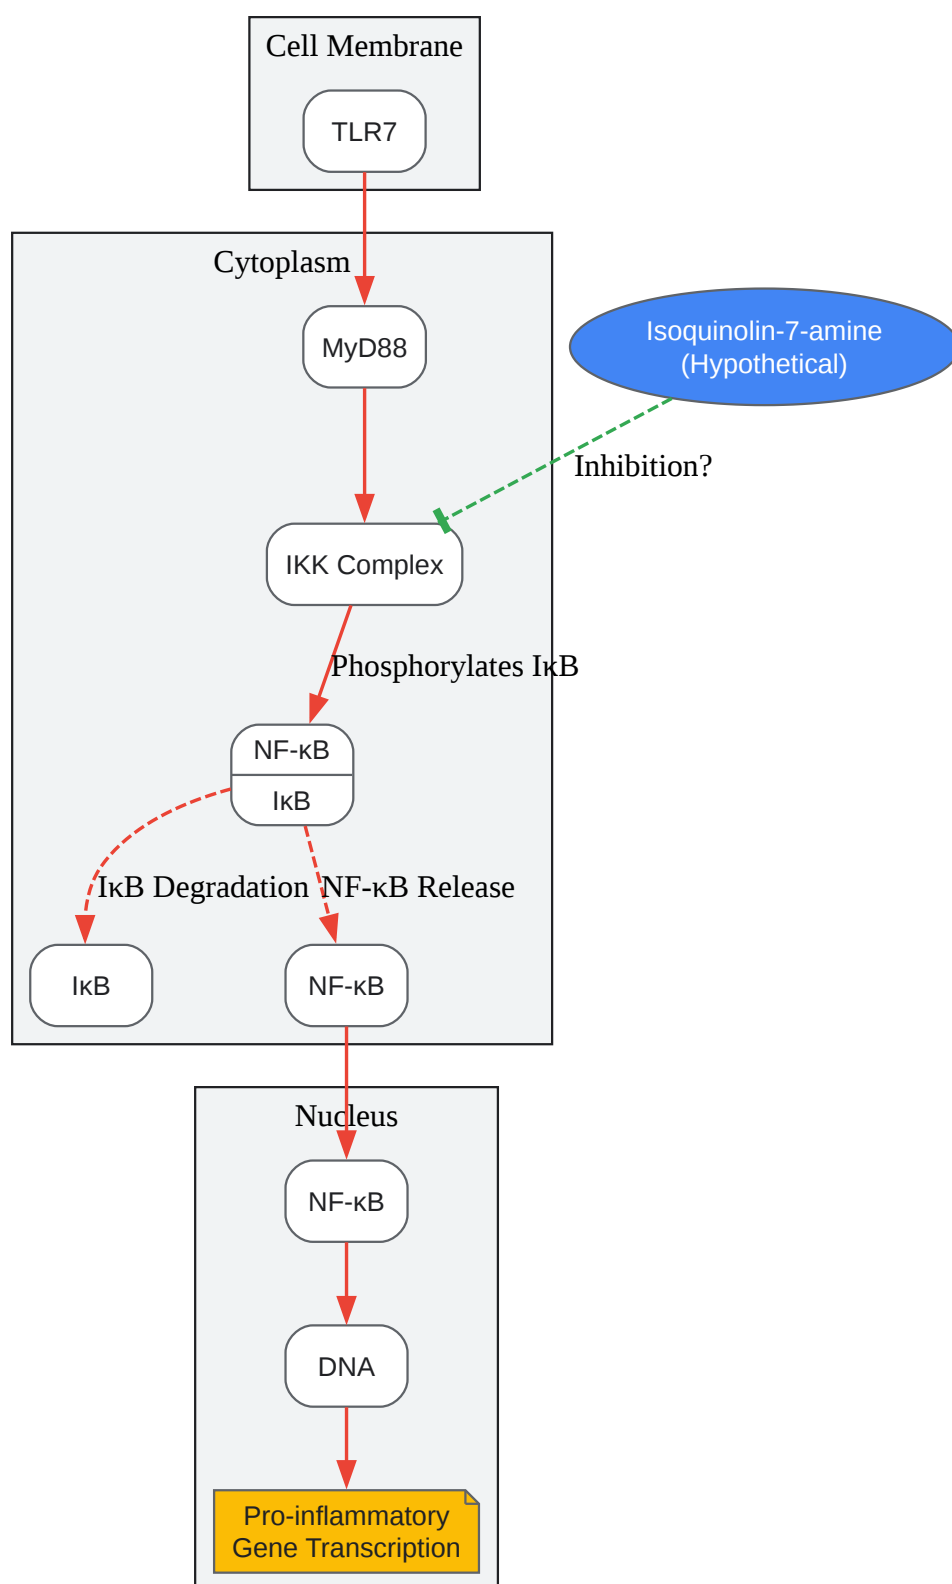 Cell Membrane
TLR7
Cytoplasm
MyD88
Isoquinolin-7-amine
(Hypothetical)
Inhibition?
IKK Complex
Phosphorylates IκB
NF-κB
IκB
IκB Degradation
NF-κB Release
IκB
NF-κB
Nucleus
NF-κB
DNA
Pro-inflammatory
Gene Transcription